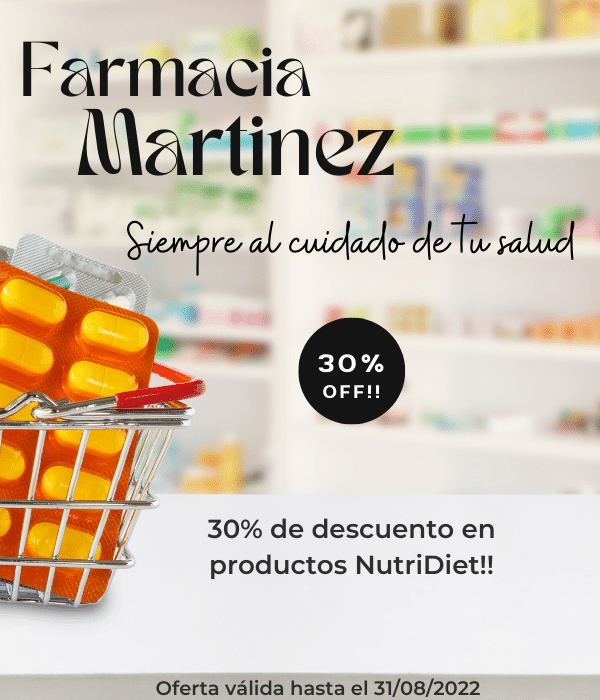 Farmacia
Martinez
Siempre al cuidado de tu salud
30%
OFF!!
30% de descuento en
productos NutriDiet!!
Oferta válida hasta el 31/08/2022